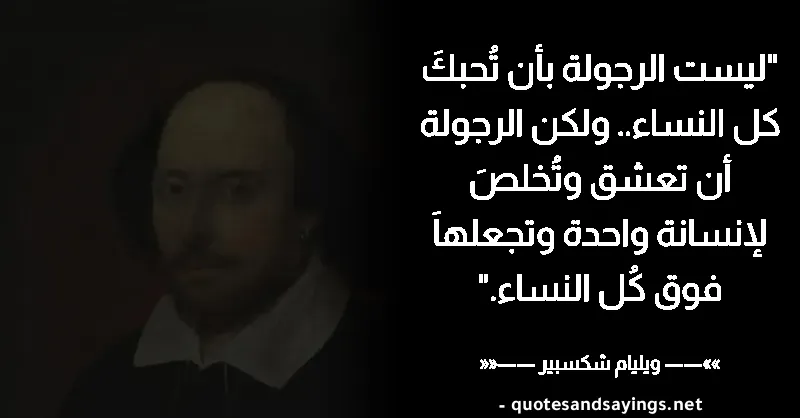 "ليست الرجولة بأن تُحبكَ
كل النساء.. ولكن الرجولة
أن تعشق وتُخلصَ
لإنسانة واحدة وتجعلهاَ
فوق كُل النساء."
»»—–— ويليام شكسبير —–—««
- quotesandsayings.net